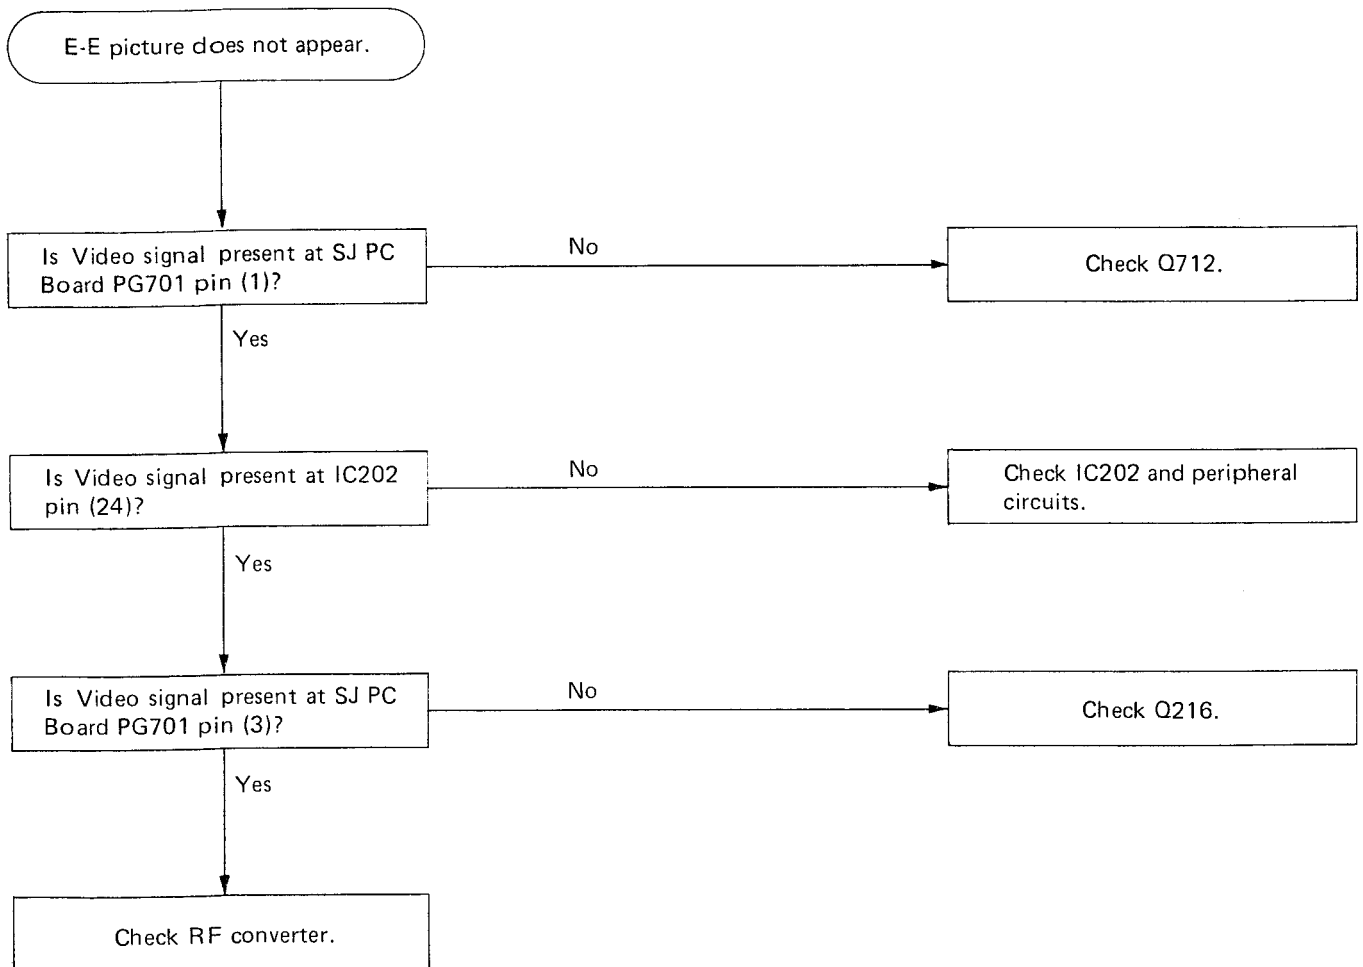 E-E picture does not appear.
Is Video signal present at SJ PC
Board PG701 pin (1)?
No
Check Q712.
Yes
Is Video signal present at IC202
pin (24)?
No
Check IC202 and peripheral
circuits.
Yes
Is Video signal present at SJ PC
Board PG701 pin (3)?
No
Check Q216.
Yes
Check RF converter.